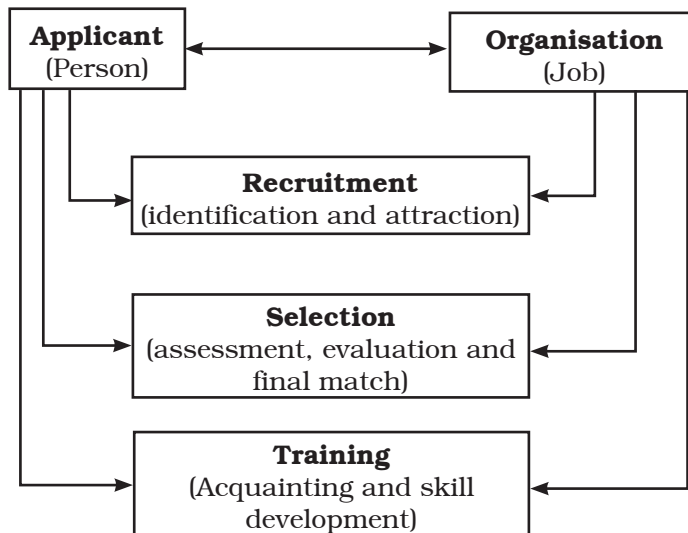 Applicant
(Person)
Organisation
(Job)
Recruitment
(identification and attraction)
Selection
(assessment, evaluation and
final match)
Training
(Acquainting and skill
development)